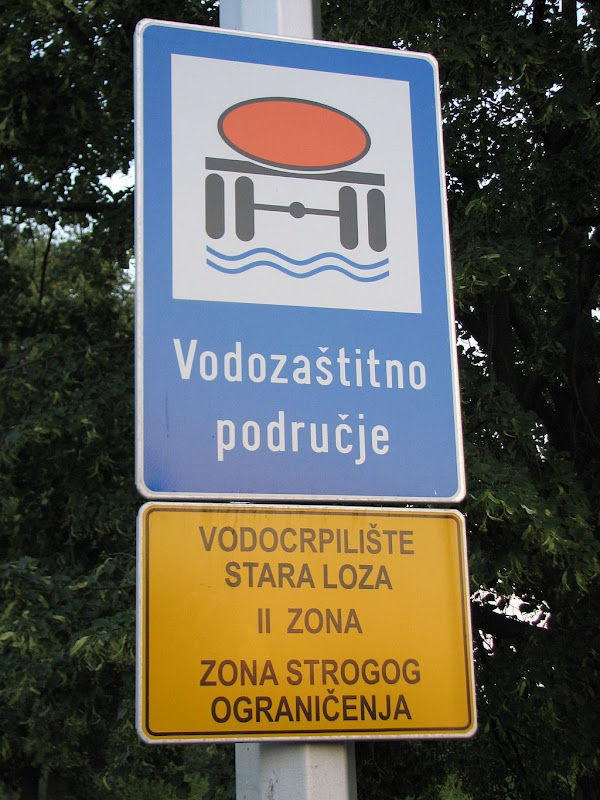 Vodozaštitno
područje
VODOCRPILIŠTE
STARA LOZA
II ZONA
ZONA STROGOG
OGRANIČENJA